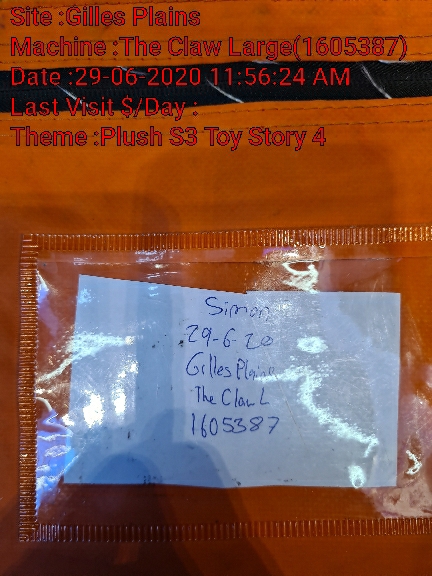 Site :Gilles Plains
Machine :The Claw Large(1605387)
Date :29-06-2020 11:56:24 AM
Last Visit $/Day :
Theme :Plush S3 Toy Story 4
Simon
29-6-20
Gilles Plains
The Claw L
1605387